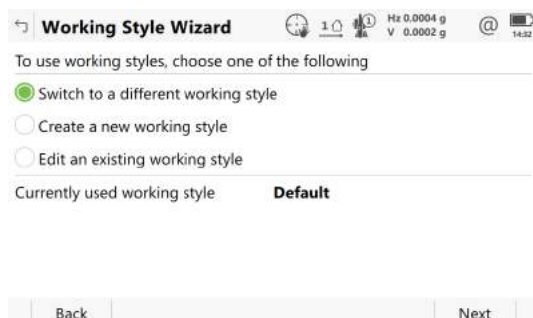 Working Style Wizard
1
1
Hz 0.0004 g
V 0.0002 g
@
14:32
To use working styles, choose one of the following
Switch to a different working style
Create a new working style
Edit an existing working style
Currently used working style Default
Back Next